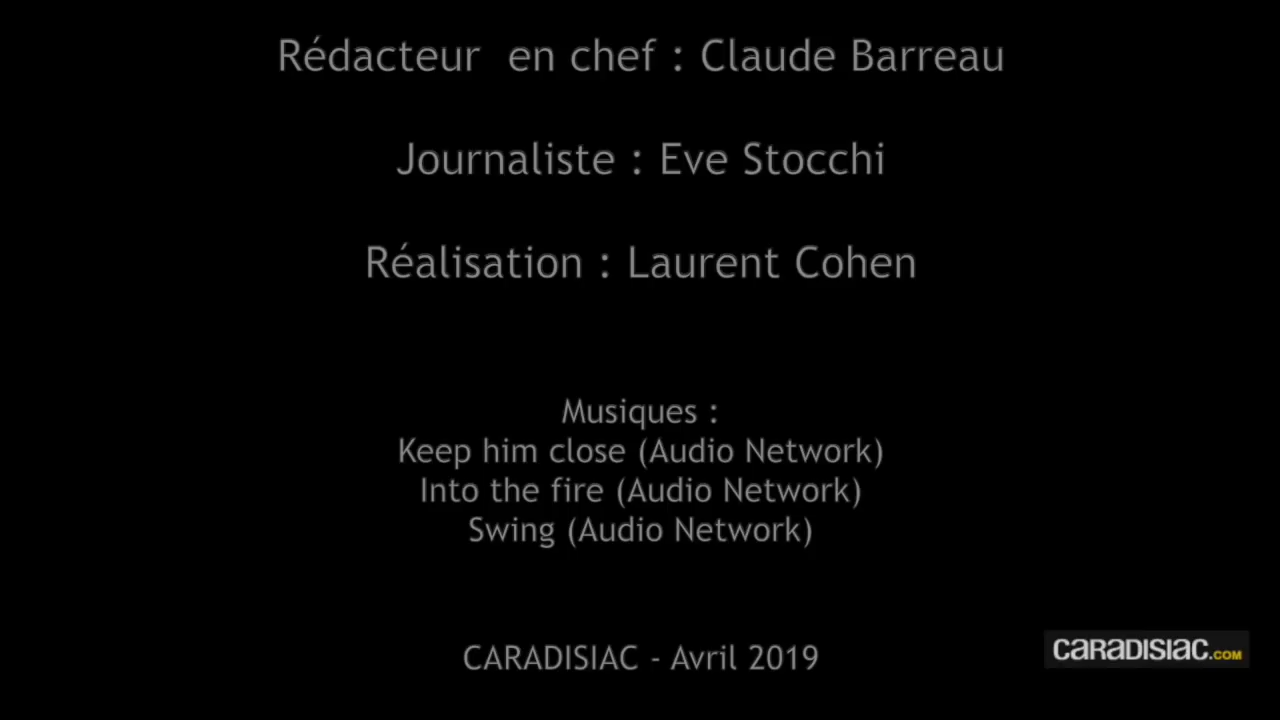 Rédacteur en chef : Claude Barreau
Journaliste : Eve Stocchi
Réalisation : Laurent Cohen
Musiques :
Keep him close (Audio Network)
Into the fire (Audio Network)
Swing (Audio Network)
CARADISIAC - Avril 2019
CARADISIAC.COM